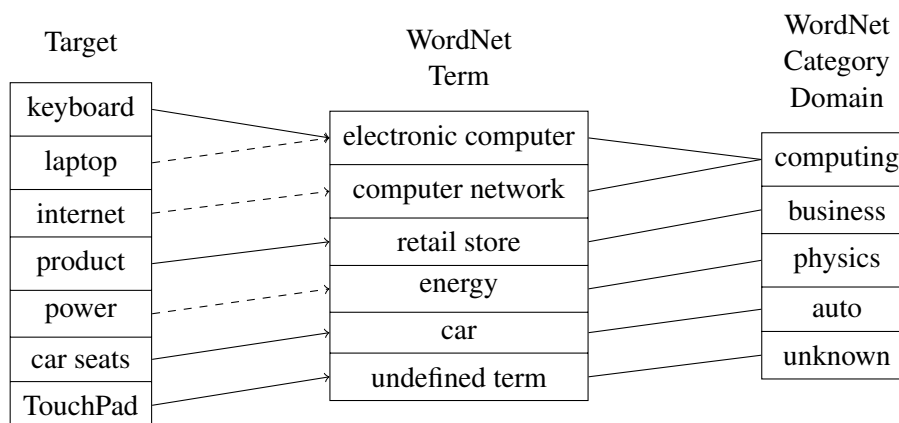 Target
keyboard
laptop
internet
product
power
car seats
TouchPad
WordNet
Term
electronic computer
computer network
retail store
energy
car
undefined term
WordNet
Category
Domain
computing
business
physics
auto
unknown